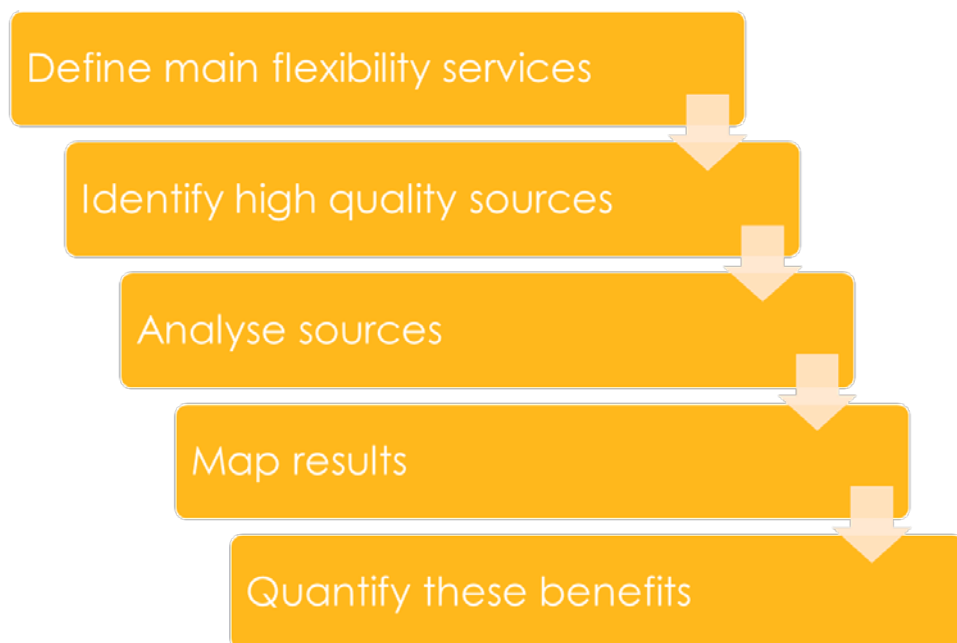 Define main flexibility services
Identify high quality sources
Analyse sources
Map results
Quantify these benefits